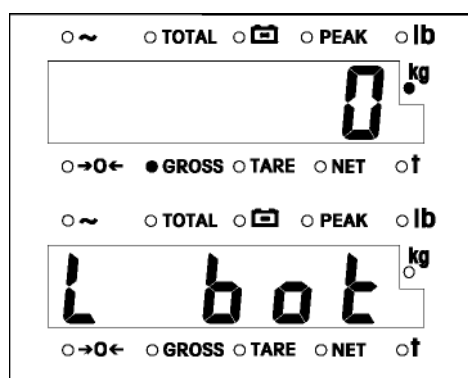 ~ TOTAL PEAK lb
0 kg
→0← GROSS TARE NET t
~ TOTAL PEAK lb
L bot kg
→0← GROSS TARE NET t